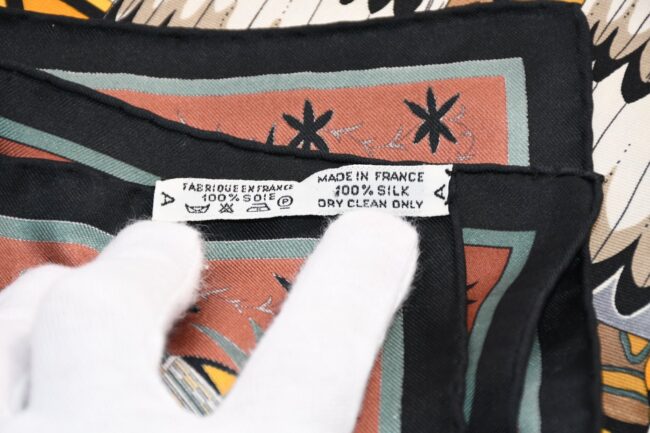 FABRIQUE EN FRANCE
100% SOIE
MADE IN FRANCE
100% SILK
DRY CLEAN ONLY
A
A